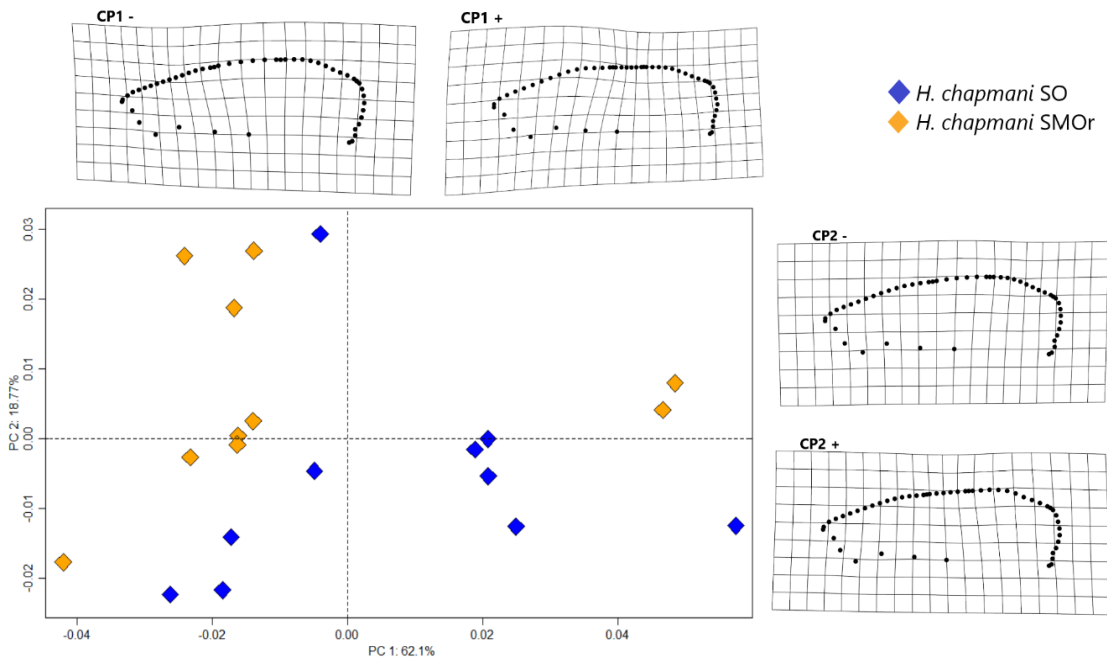 CP1 -
CP1 +
H. chapmani SO
H. chapmani SMOr
CP2 -
CP2 +
0.03
0.02
0.01
0.00
-0.01
-0.02
PC 2: 18.77%
-0.04
-0.02
0.00
0.02
0.04
PC 1: 62.1%